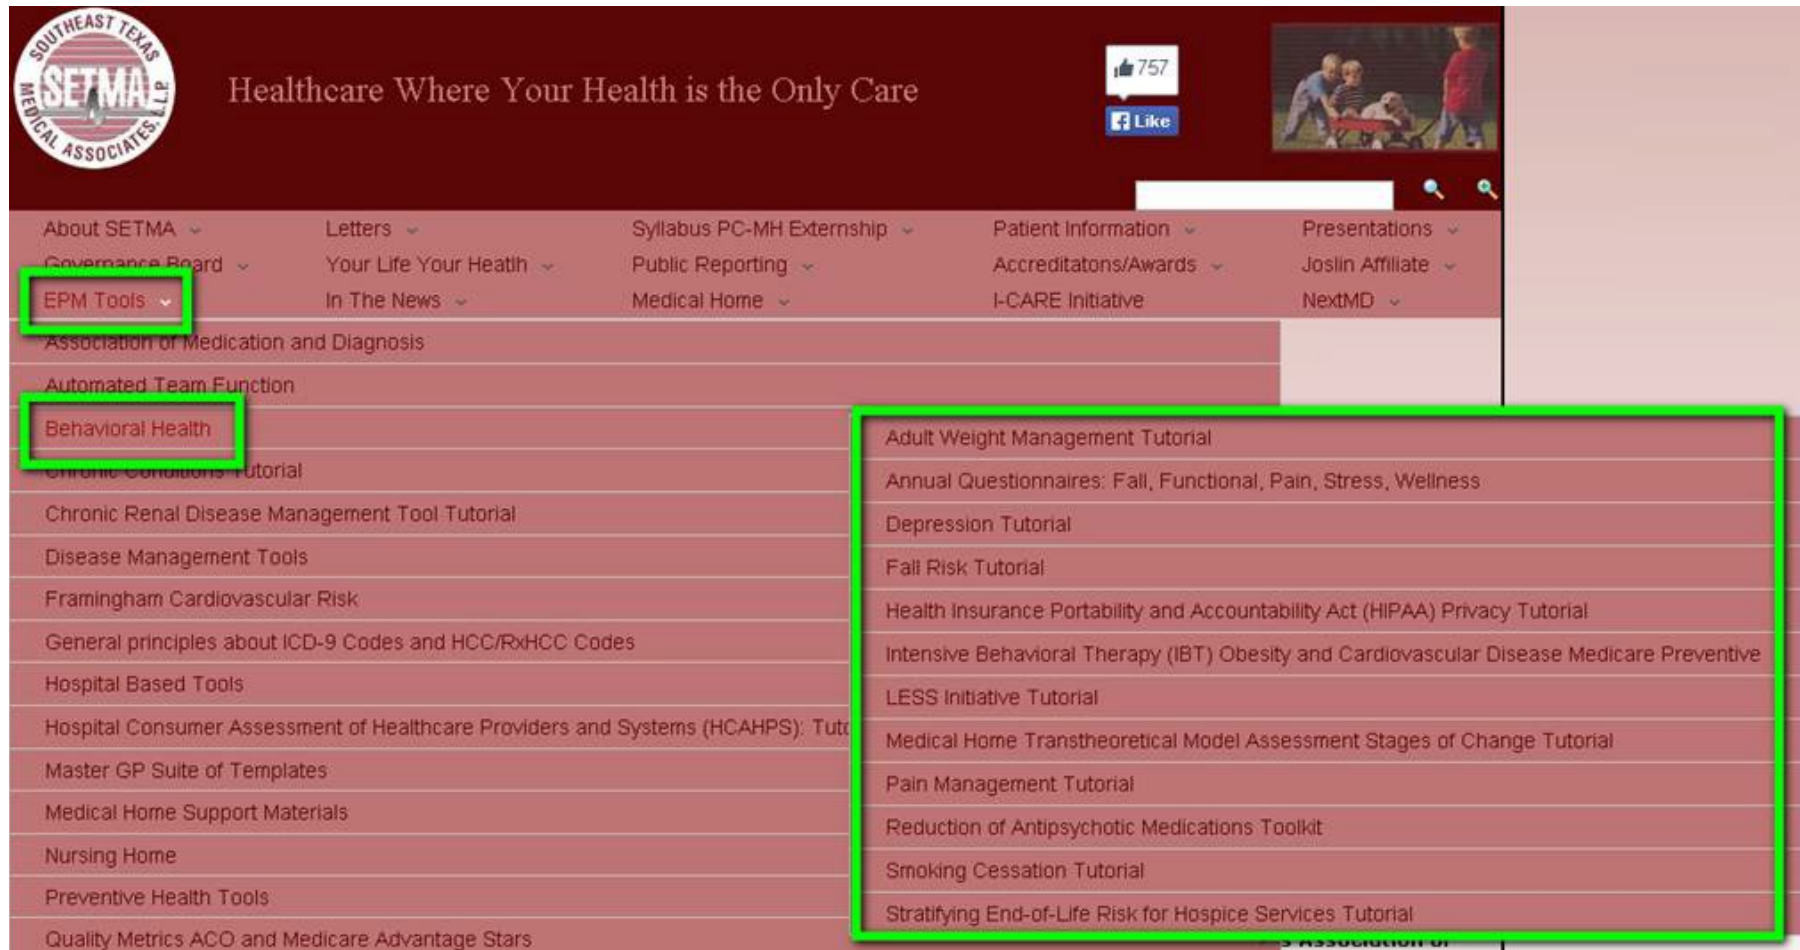 SOUTHEAST TEXAS
SETMA
MEDICAL ASSOCIATES, L.L.P.
Healthcare Where Your Health is the Only Care
757
Like
About SETMA Letters Syllabus PC-MH Externship Patient Information Presentations
Governance Board Your Life Your Heatlh Public Reporting Accreditatons/Awards Joslin Affiliate
EPM Tools In The News Medical Home I-CARE Initiative NextMD
Association of Medication and Diagnosis
Automated Team Function
Behavioral Health
Chronic Conditions Tutorial
Chronic Renal Disease Management Tool Tutorial
Disease Management Tools
Framingham Cardiovascular Risk
General principles about ICD-9 Codes and HCC/RxHCC Codes
Hospital Based Tools
Hospital Consumer Assessment of Healthcare Providers and Systems (HCAHPS): Tuto
Master GP Suite of Templates
Medical Home Support Materials
Nursing Home
Preventive Health Tools
Quality Metrics ACO and Medicare Advantage Stars
Adult Weight Management Tutorial
Annual Questionnaires: Fall, Functional, Pain, Stress, Wellness
Depression Tutorial
Fall Risk Tutorial
Health Insurance Portability and Accountability Act (HIPAA) Privacy Tutorial
Intensive Behavioral Therapy (IBT) Obesity and Cardiovascular Disease Medicare Preventive
LESS Initiative Tutorial
Medical Home Transtheoretical Model Assessment Stages of Change Tutorial
Pain Management Tutorial
Reduction of Antipsychotic Medications Toolkit
Smoking Cessation Tutorial
Stratifying End-of-Life Risk for Hospice Services Tutorial
s Association of